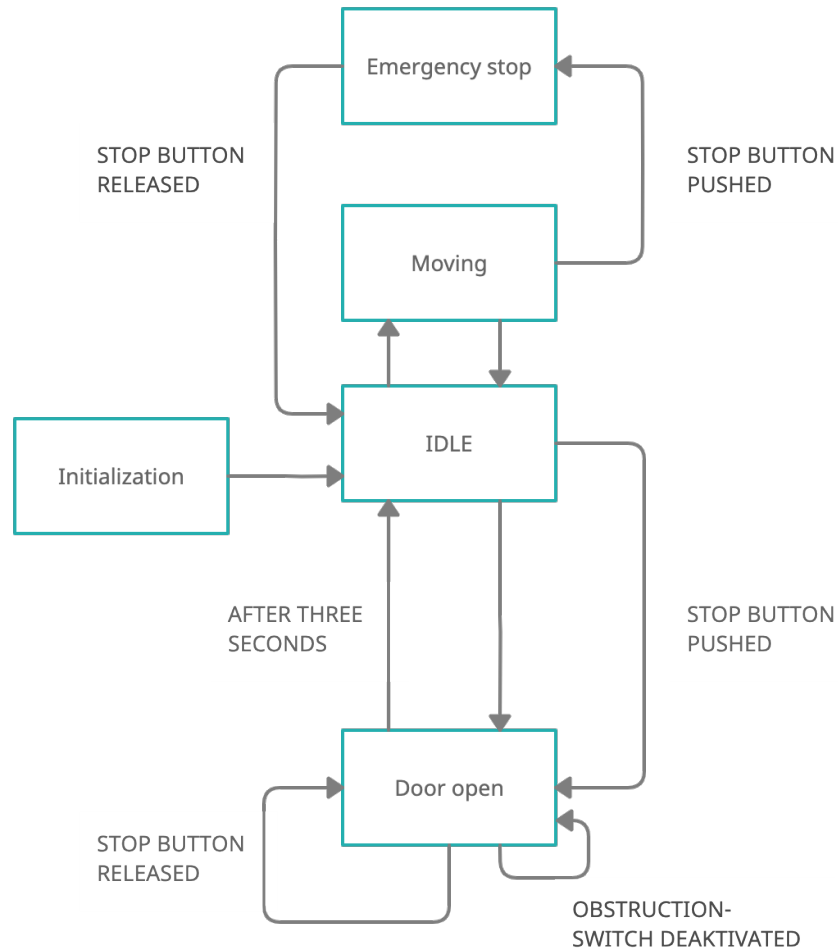 Emergency stop
STOP BUTTON
RELEASED
STOP BUTTON
PUSHED
Moving
IDLE
Initialization
AFTER THREE
SECONDS
STOP BUTTON
PUSHED
Door open
STOP BUTTON
RELEASED
OBSTRUCTION-
SWITCH DEAKTIVATED